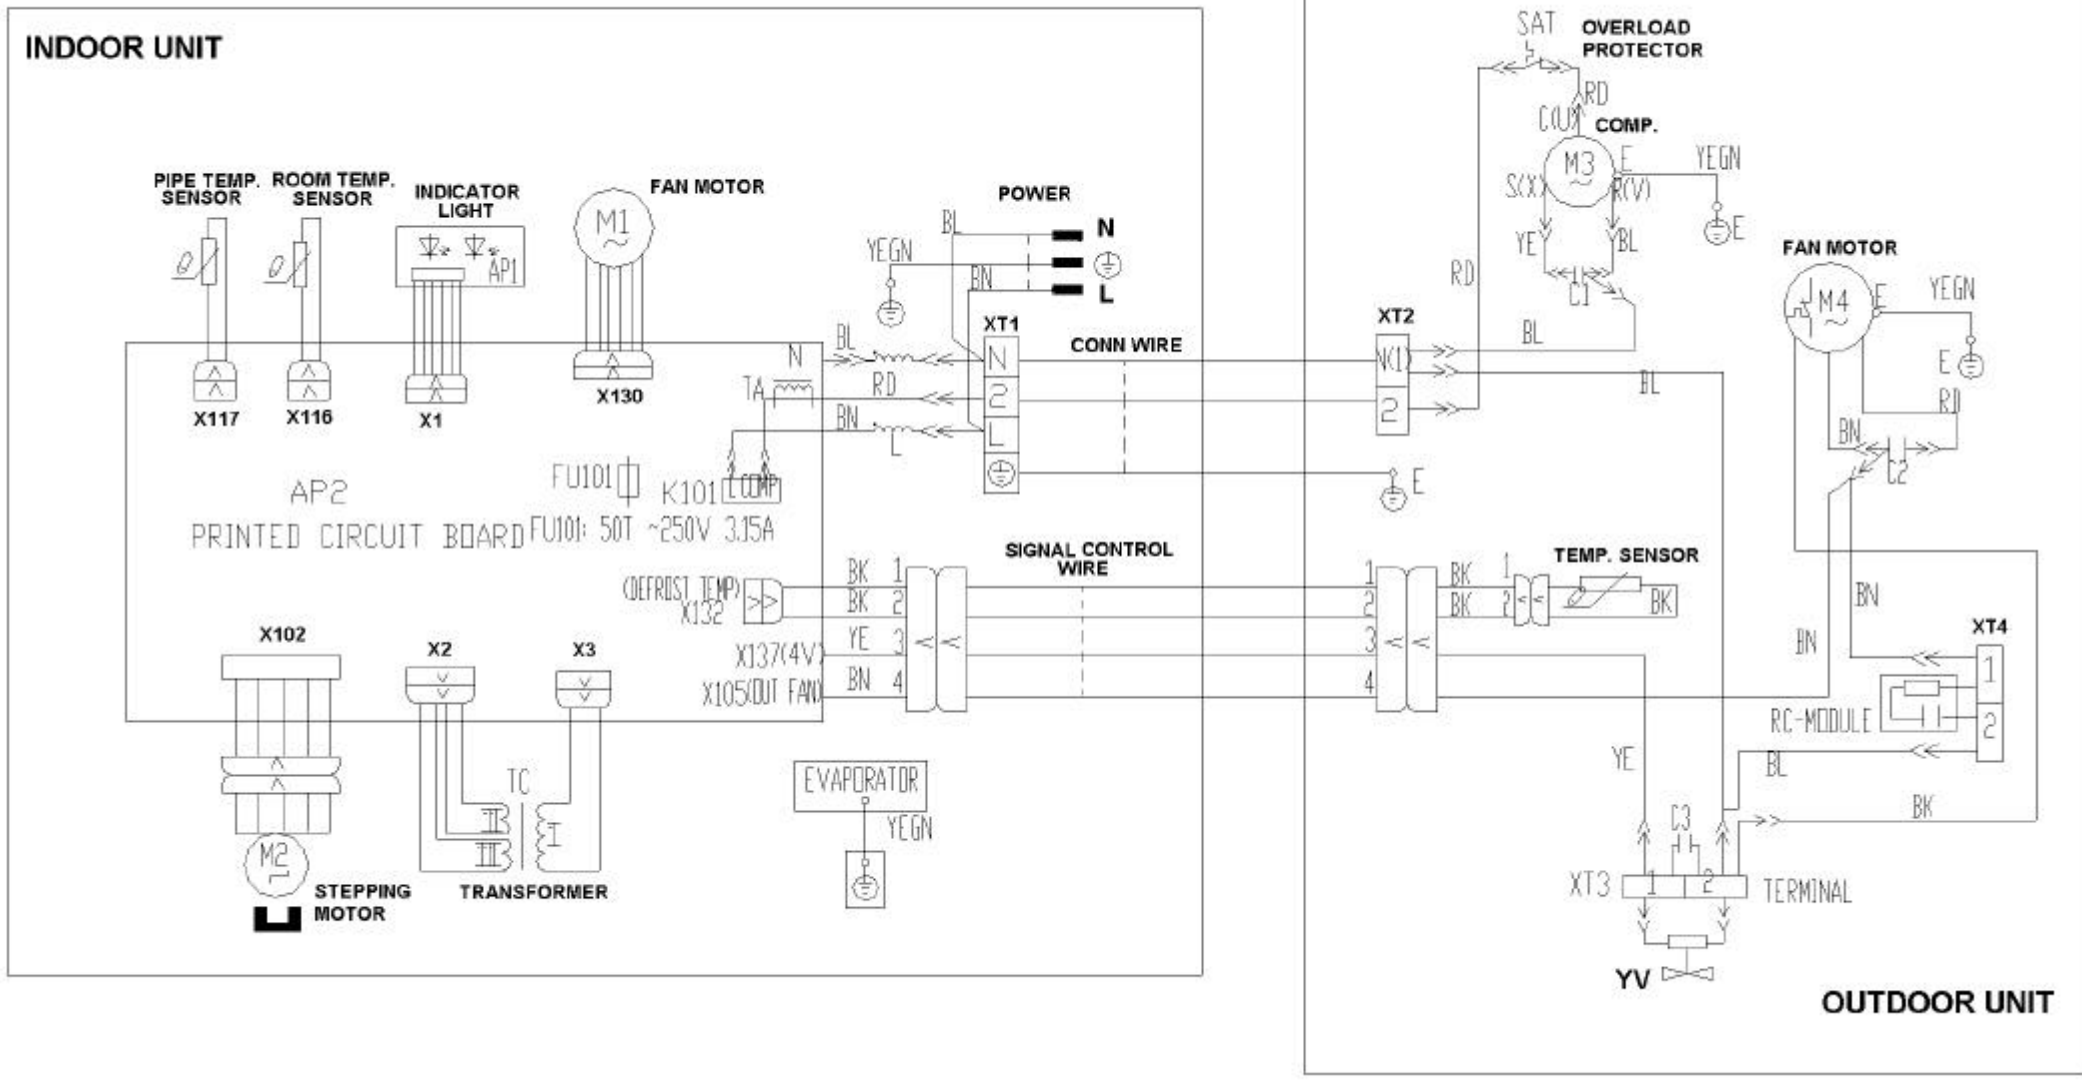 INDOOR UNIT
PIPE TEMP. SENSOR
ROOM TEMP. SENSOR
INDICATOR LIGHT
AP1
FAN MOTOR
M1
~
X117
X116
X1
X130
POWER
BL
N
YEGN
BN
L
XT1
N
2
L
CONN WIRE
N
BL
TA
RD
BN
L
AP2
PRINTED CIRCUIT BOARD
FU101
K101
L COMP
FU101: 50T ~250V 3.15A
(DEFROST TEMP)
X132
X137(4V)
X105(OUT FAN)
BK 1
BK 2
YE 3
BN 4
SIGNAL CONTROL
WIRE
X102
X2
X3
M2
STEPPING
MOTOR
TC
I
II
III
TRANSFORMER
EVAPORATOR
YEGN
SAT
OVERLOAD
PROTECTOR
RD
C(U)
COMP.
M3
~
E
YEGN
S(X)
R(V)
YE
BL
E
C1
RD
BL
XT2
N(1)
2
BL
E
FAN MOTOR
M4
~
E
YEGN
E
RD
BN
C2
1
2
3
4
BK
BK
1
2
TEMP. SENSOR
BK
BN
BN
XT4
1
2
RC-MODULE
BL
YE
BK
C3
XT3
1
2
TERMINAL
YV
OUTDOOR UNIT